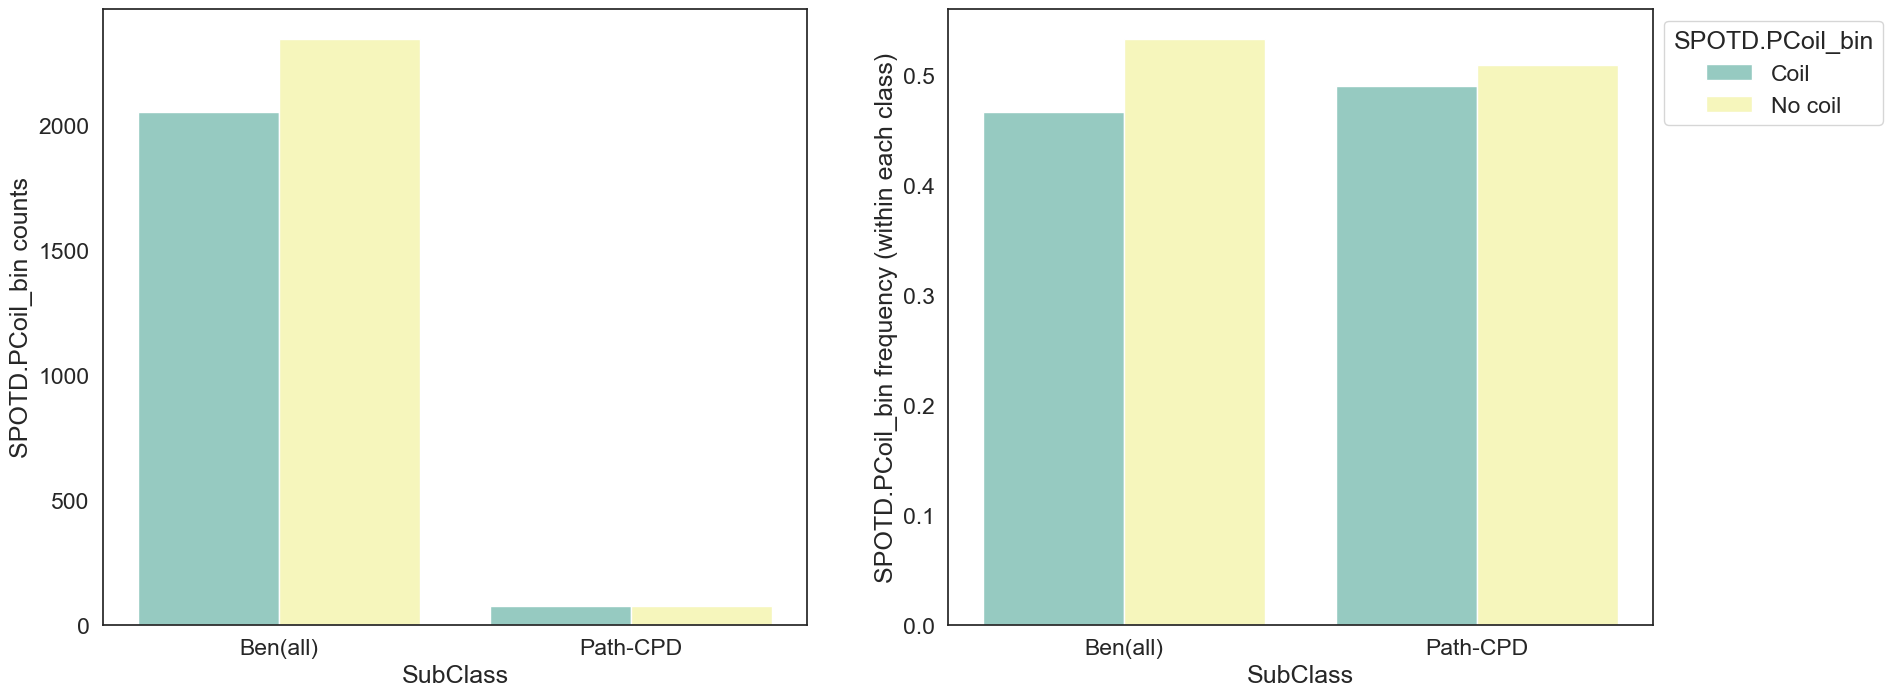 SPOTD.PCoil_bin counts
2000
1500
1000
500
0
Ben(all)
Path-CPD
SubClass
SPOTD.PCoil_bin frequency (within each class)
0.5
0.4
0.3
0.2
0.1
0.0
Ben(all)
Path-CPD
SubClass
SPOTD.PCoil_bin
Coil
No coil